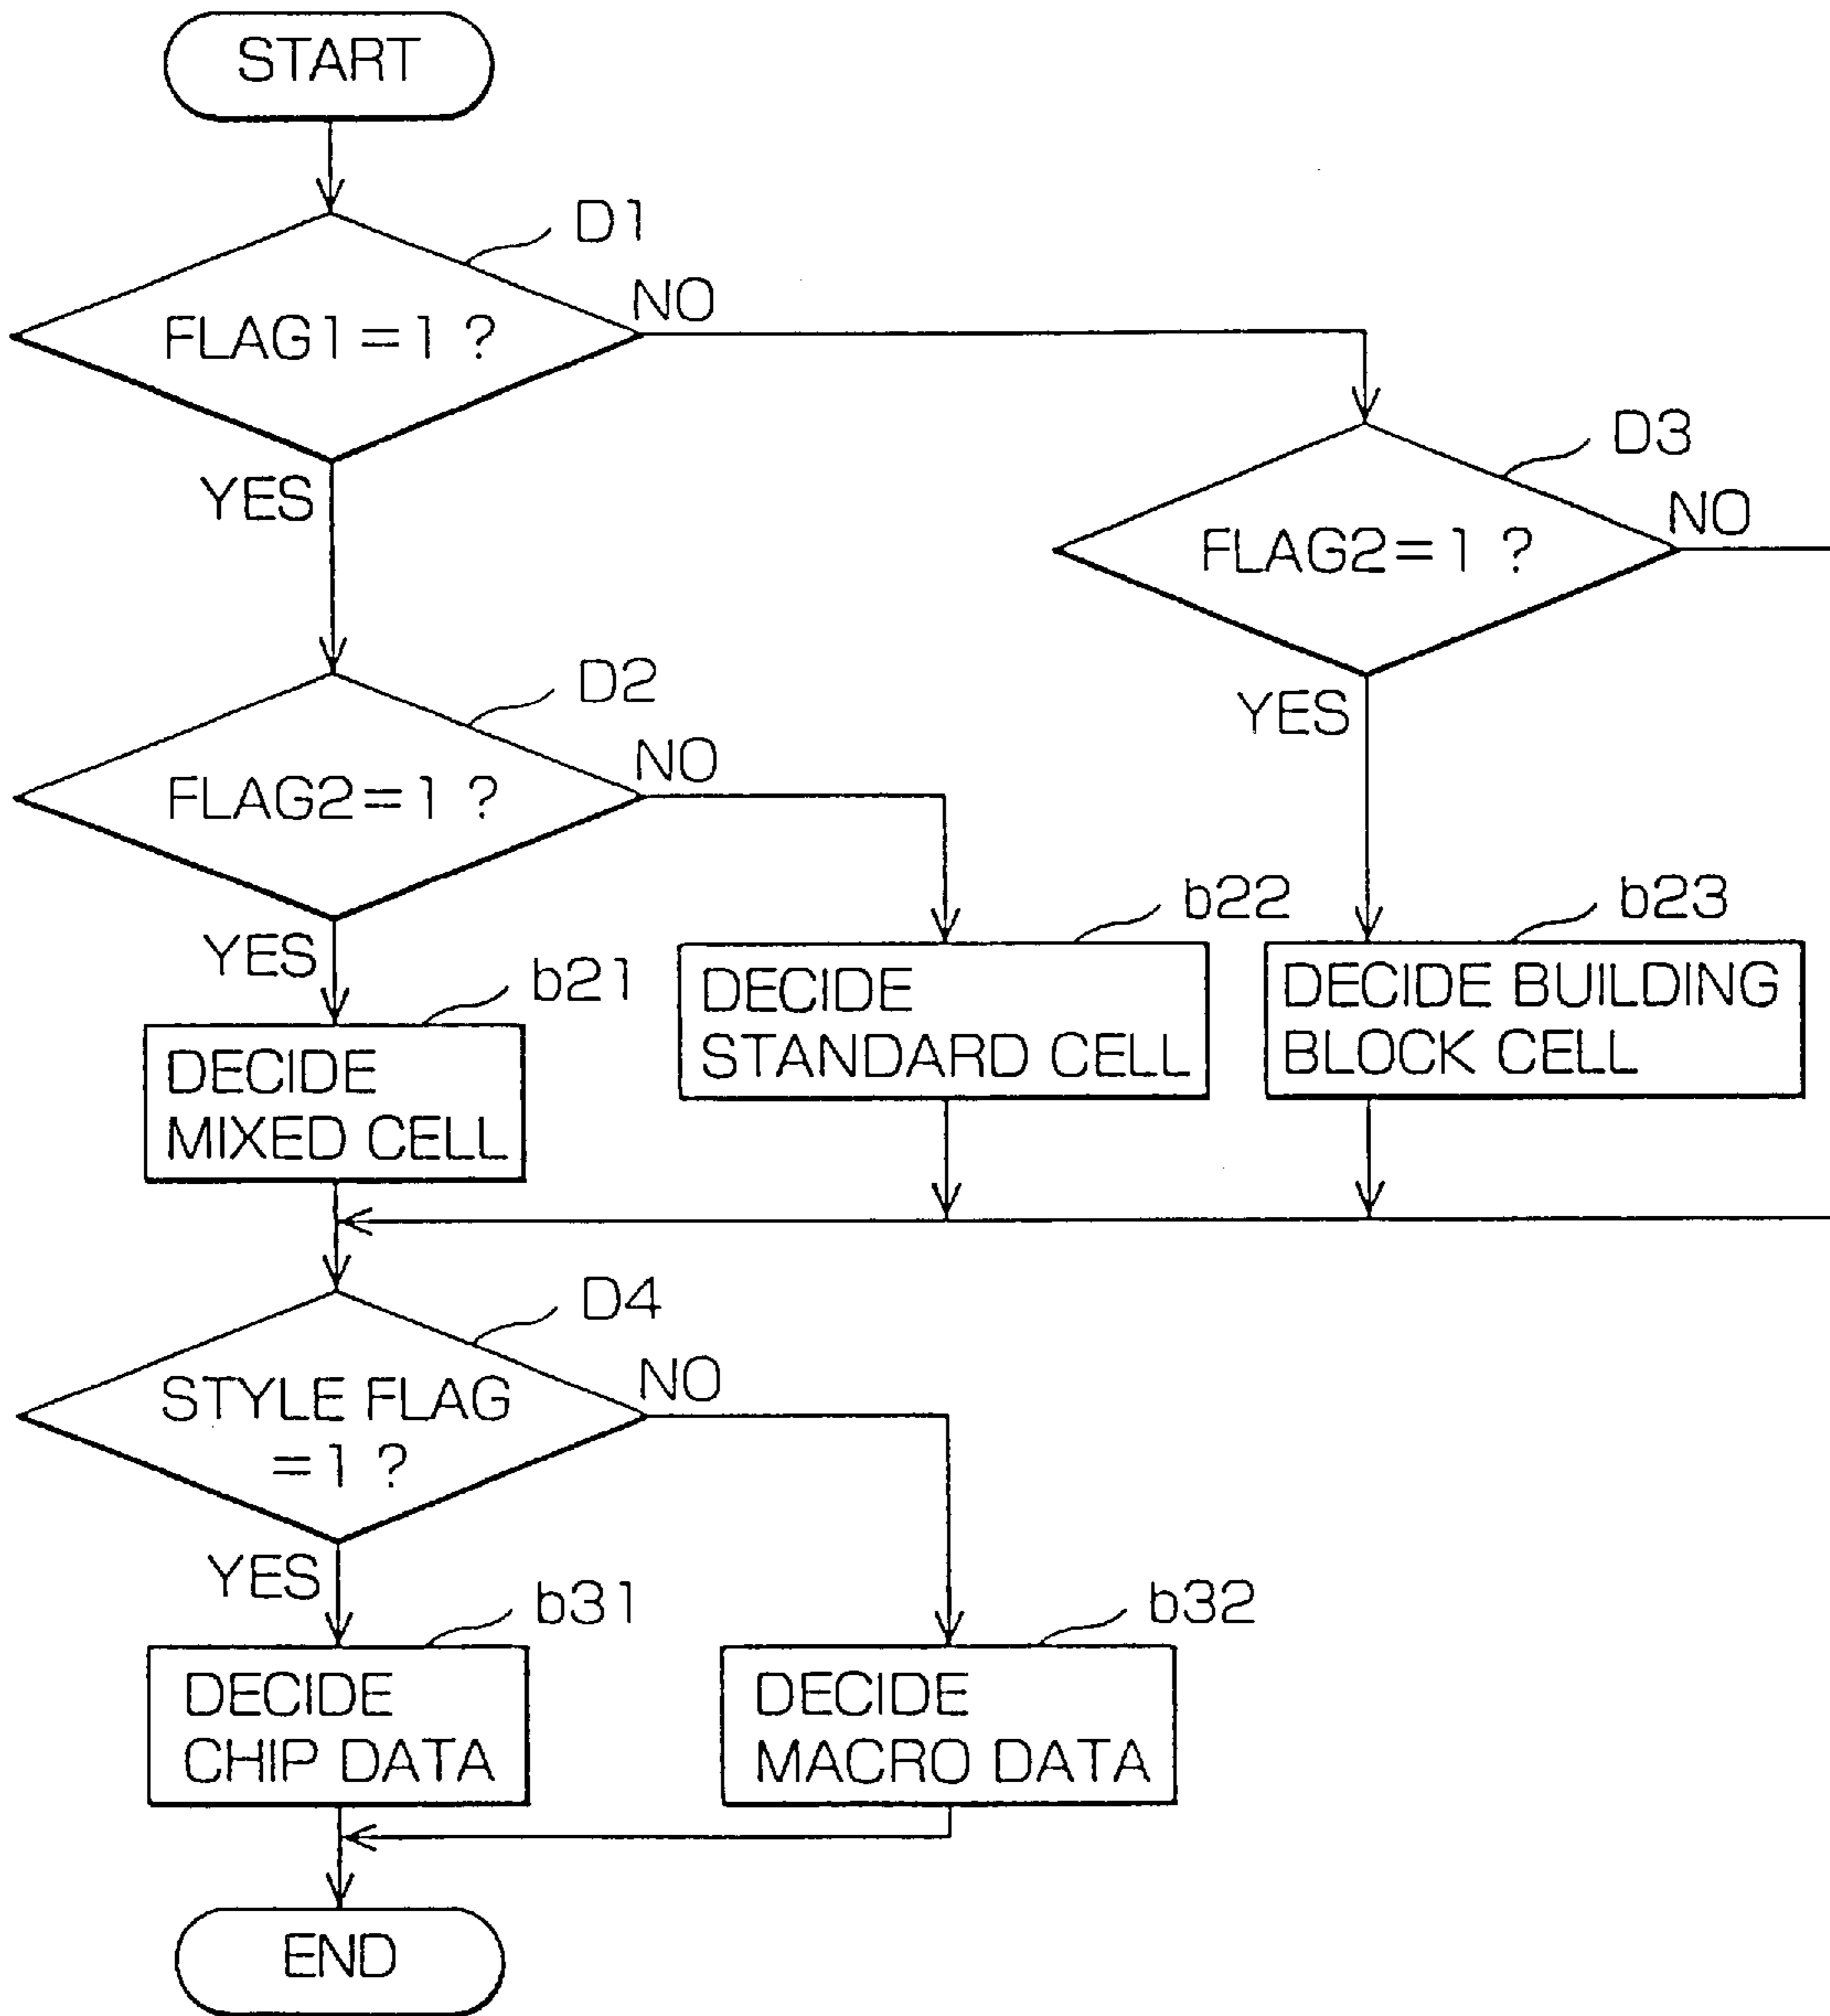 START
D1
FLAG1=1 ?
NO
YES
D3
FLAG2=1 ?
NO
YES
D2
FLAG2=1 ?
NO
YES
b21
DECIDE
MIXED CELL
b22
DECIDE
STANDARD CELL
b23
DECIDE BUILDING
BLOCK CELL
D4
STYLE FLAG
=1 ?
NO
YES
b31
DECIDE
CHIP DATA
b32
DECIDE
MACRO DATA
END